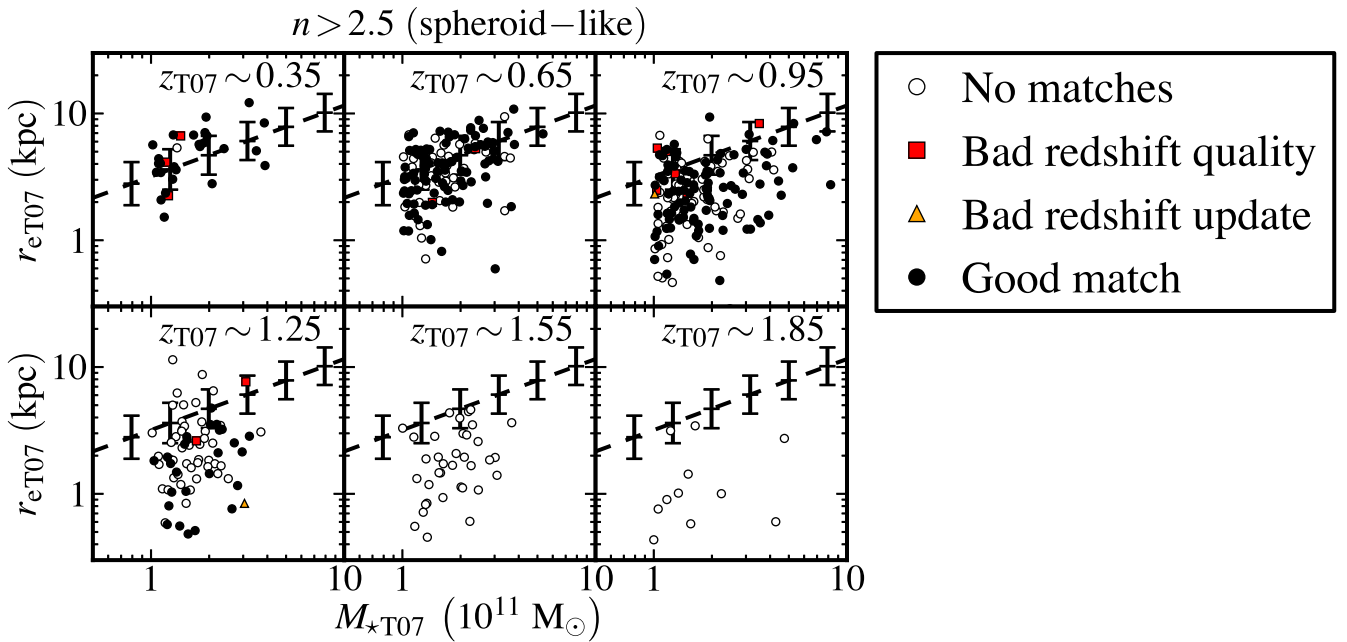 n > 2.5 (spheroid−like)
z_T07 ∼ 0.35
z_T07 ∼ 0.65
z_T07 ∼ 0.95
10
1
r_eT07 (kpc)
No matches
Bad redshift quality
Bad redshift update
Good match
z_T07 ∼ 1.25
z_T07 ∼ 1.55
z_T07 ∼ 1.85
10
1
r_eT07 (kpc)
1 10 1 10 1 10
M_⋆T07 (10^11 M_⊙)